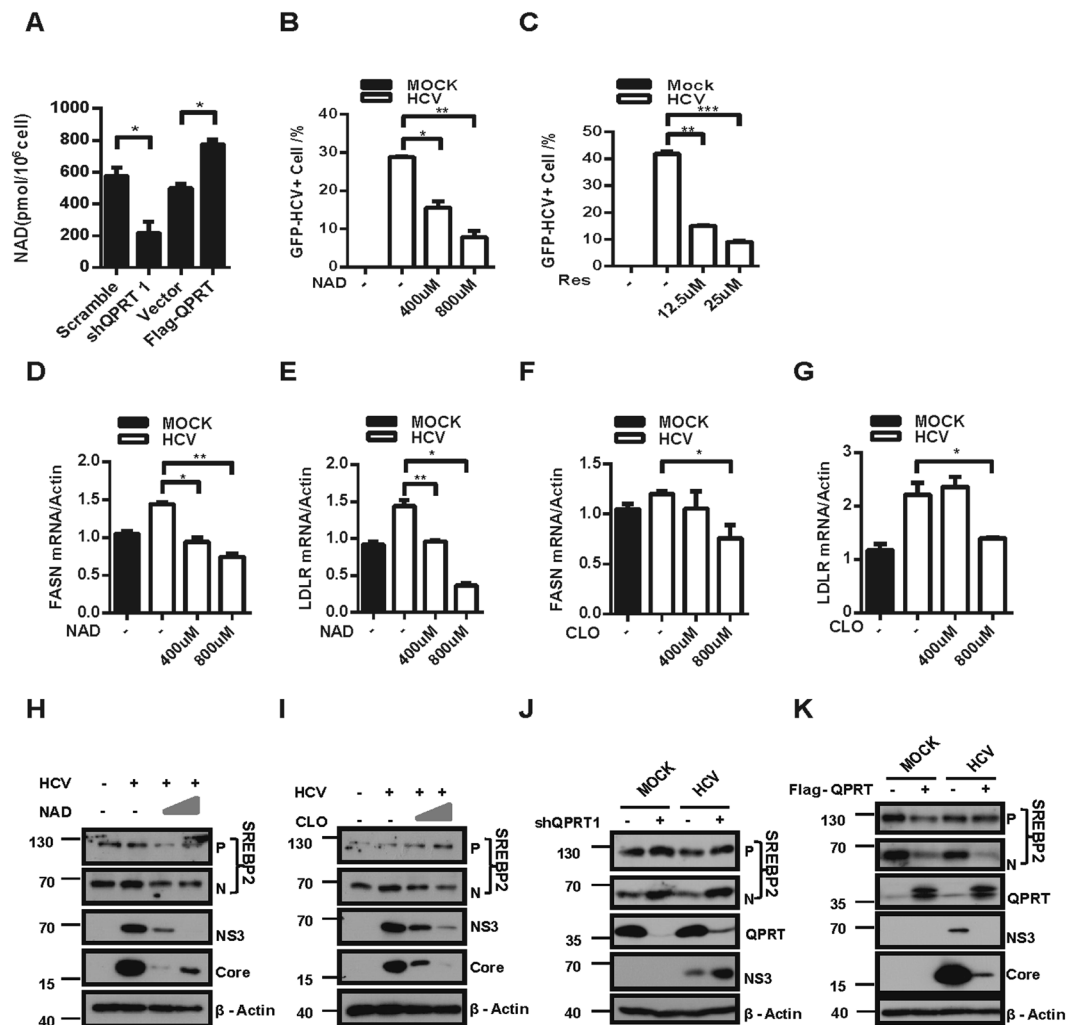 A
B
C
NAD(pmol/10⁶cell)
1000
800
600
400
200
0
*
*
Scramble
shQPRT 1
Vector
Flag-QPRT
MOCK
HCV
GFP-HCV+ Cell /%
40
30
20
10
0
**
*
NAD
-
-
400uM
800uM
Mock
HCV
GFP-HCV+ Cell /%
50
40
30
20
10
0
***
**
Res
-
-
12.5uM
25uM
D
E
F
G
MOCK
HCV
FASN mRNA/Actin
2.0
1.5
1.0
0.5
0.0
**
*
NAD
-
-
400uM
800uM
MOCK
HCV
LDLR mRNA/Actin
2.0
1.5
1.0
0.5
0.0
*
**
NAD
-
-
400uM
800uM
MOCK
HCV
FASN mRNA/Actin
1.5
1.0
0.5
0.0
*
CLO
-
-
400uM
800uM
MOCK
HCV
LDLR mRNA/Actin
3
2
1
0
*
CLO
-
-
400uM
800uM
H
I
J
K
HCV - + + +
NAD - -
130
P
SREBP2
70
N
70
NS3
Core
15
β - Actin
40
HCV - + + +
CLO - -
130
P
SREBP2
70
N
70
NS3
Core
15
β - Actin
40
MOCK HCV
shQPRT1 - + - +
130
P
SREBP2
70
N
QPRT
35
70
NS3
β - Actin
40
MOCK HCV
Flag-QPRT - + - +
130
P
SREBP2
70
N
QPRT
35
70
NS3
Core
15
β - Actin
40